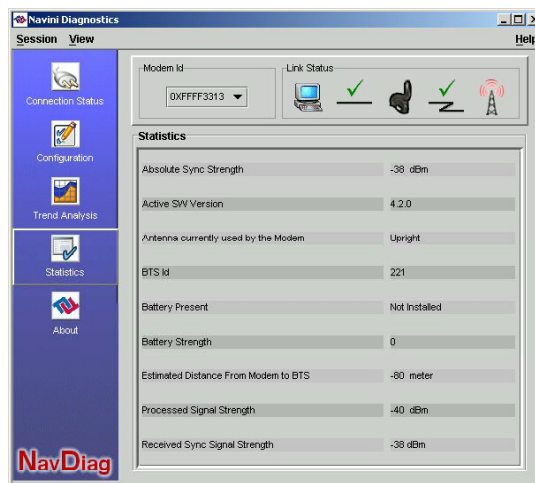 Navini Diagnostics
Session View Help
Modem Id
Link Status
0XFFFF3313
Connection Status
Configuration
Trend Analysis
Statistics
About
NavDiag
Statistics
Absolute Sync Strength -38 dBm
Active SW Version 4.2.0
Antenna currently used by the Modem Upright
BTS Id 221
Battery Present Not Installed
Battery Strength 0
Estimated Distance From Modem to BTS -80 meter
Processed Signal Strength -40 dBm
Received Sync Signal Strength -38 dBm